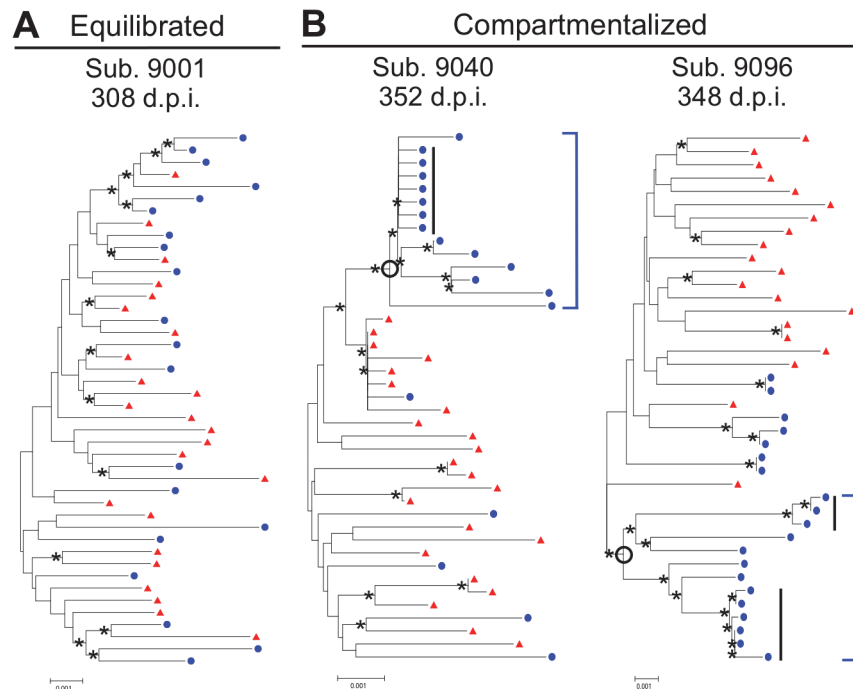 A Equilibrated
B Compartmentalized
Sub. 9001
308 d.p.i.
Sub. 9040
352 d.p.i.
Sub. 9096
348 d.p.i.
0.001
0.001
0.001